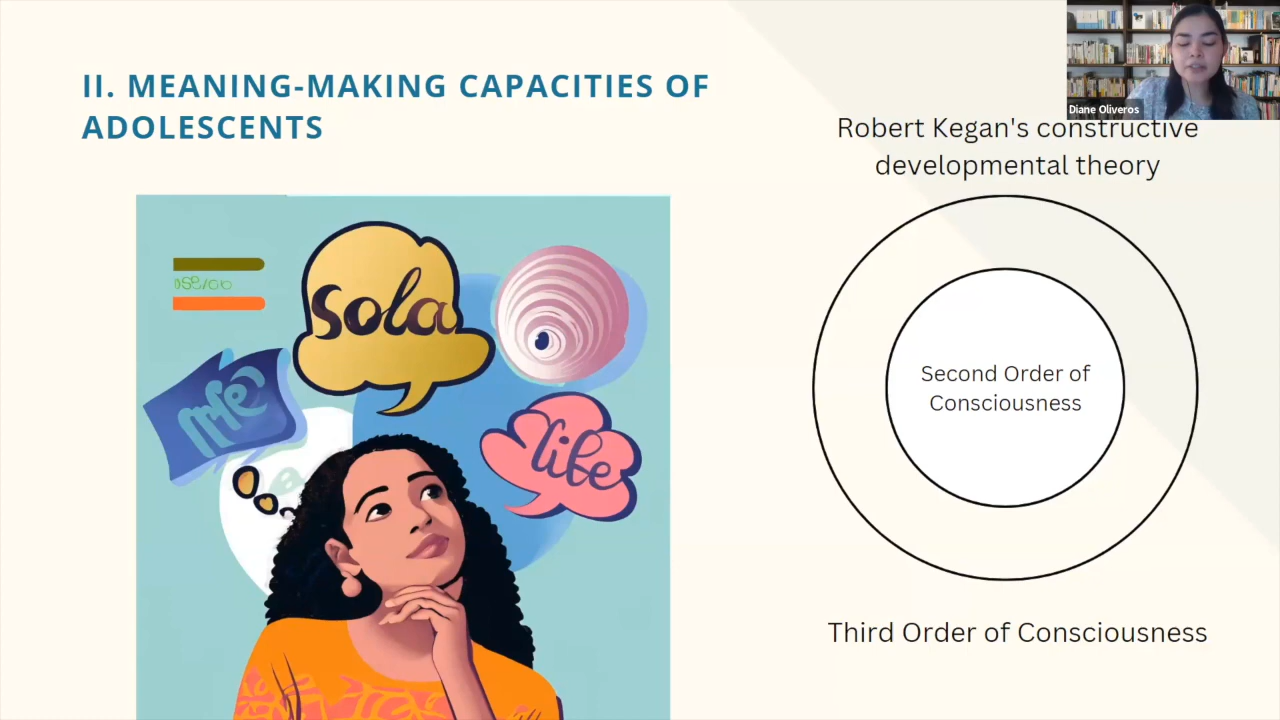 II. MEANING-MAKING CAPACITIES OF
ADOLESCENTS
Diane Oliveros
Robert Kegan's constructive
developmental theory
sola
life
Second Order of
Consciousness
Third Order of Consciousness